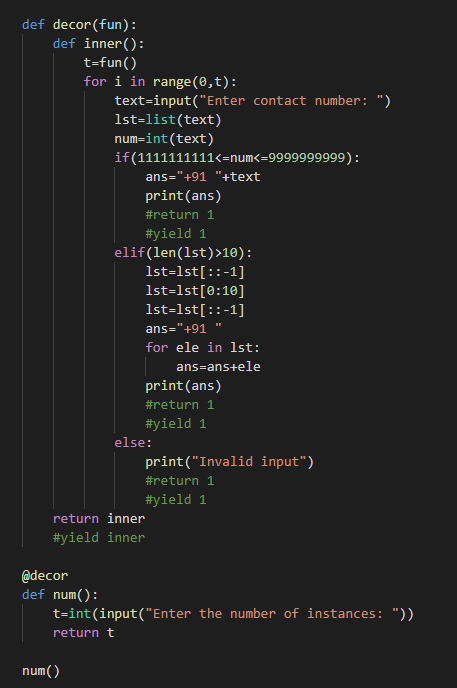 def decor(fun):
    def inner():
        t=fun()
        for i in range(0,t):
            text=input("Enter contact number: ")
            lst=list(text)
            num=int(text)
            if(1111111111<=num<=9999999999):
                ans="+91 "+text
                print(ans)
                #return 1
                #yield 1
            elif(len(lst)>10):
                lst=lst[::-1]
                lst=lst[0:10]
                lst=lst[::-1]
                ans="+91 "
                for ele in lst:
                    ans=ans+ele
                print(ans)
                #return 1
                #yield 1
            else:
                print("Invalid input")
                #return 1
                #yield 1
    return inner
    #yield inner

@decor
def num():
    t=int(input("Enter the number of instances: "))
    return t

num()